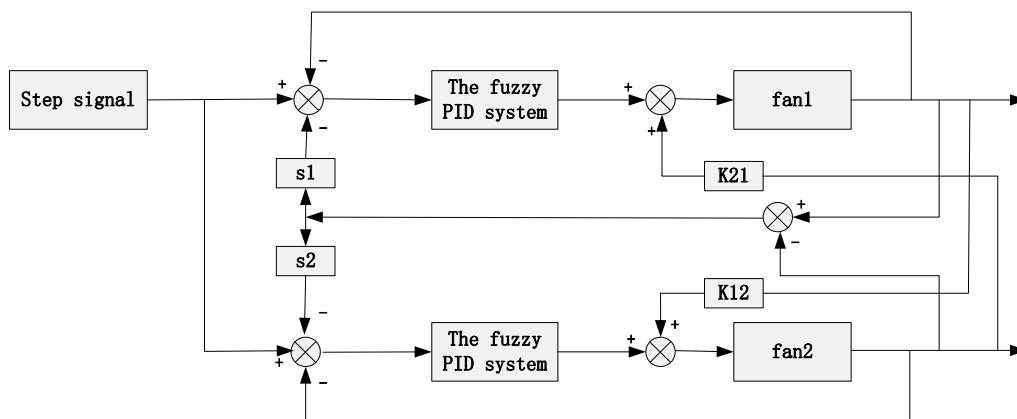 Step signal
+
-
-
The fuzzy
PID system
+
+
fan1
s1
K21
+
-
s2
K12
-
+
-
The fuzzy
PID system
+
+
fan2